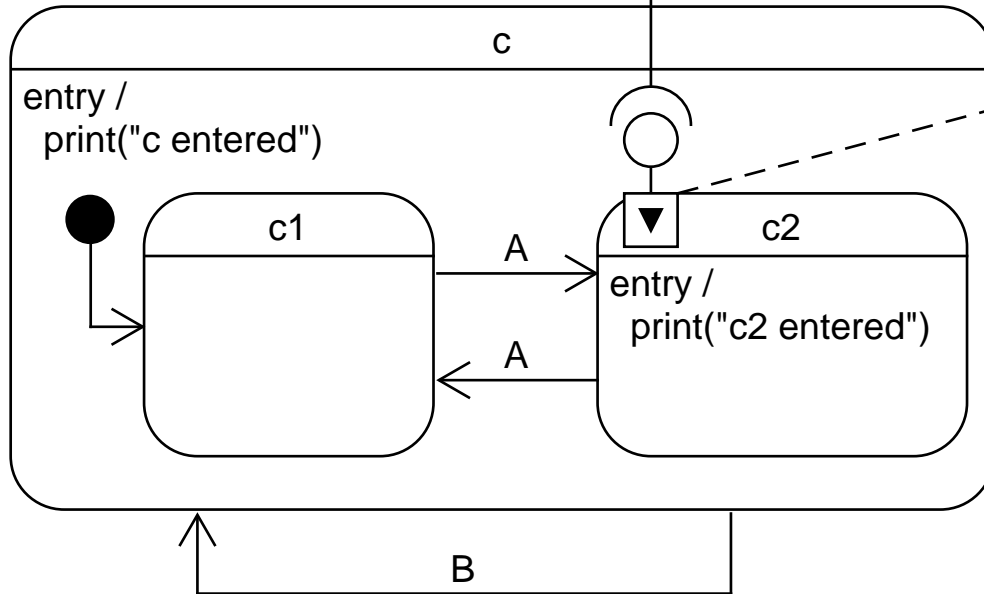 c
entry /
print("c entered")
c1
A
c2
entry /
print("c2 entered")
A
B